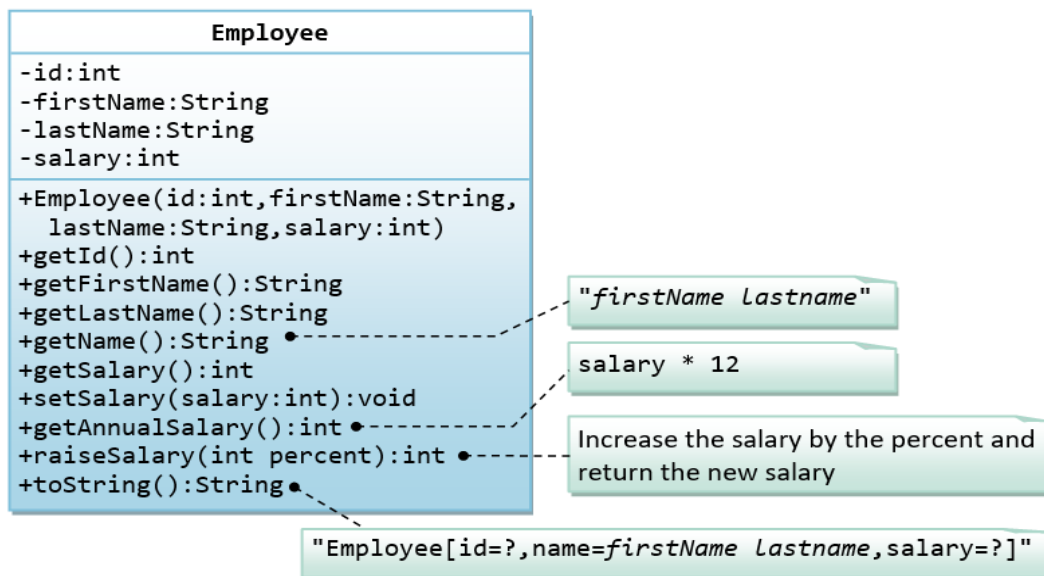 Employee
-id:int
-firstName:String
-lastName:String
-salary:int
+Employee(id:int,firstName:String,
lastName:String,salary:int)
+getId():int
+getFirstName():String
+getLastName():String
+getName():String
+getSalary():int
+setSalary(salary:int):void
+getAnnualSalary():int
+raiseSalary(int percent):int
+toString():String
"firstName lastname"
salary * 12
Increase the salary by the percent and
return the new salary
"Employee[id=?,name=firstName lastname,salary=?]"